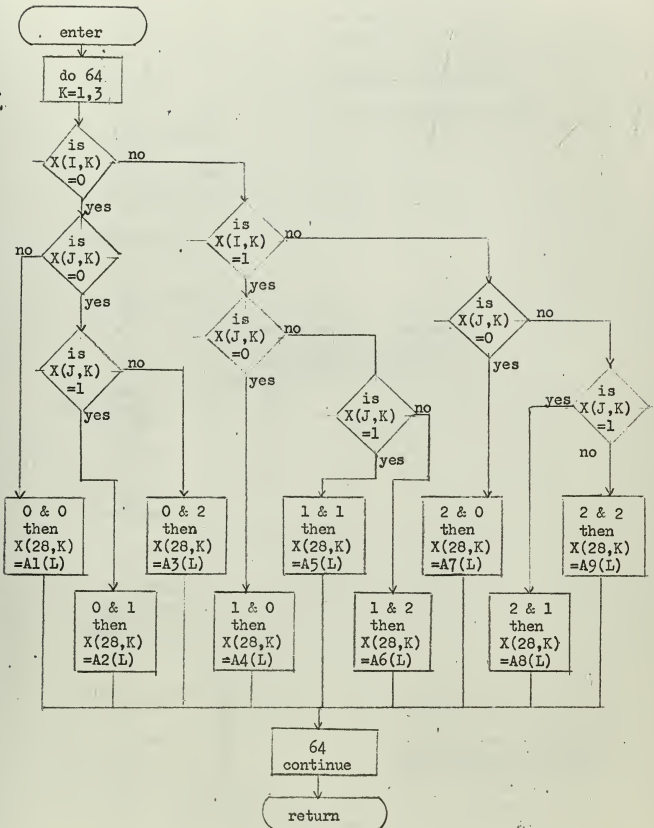 enter
do 64
K=1,3
is
X(I,K)
=0
no
yes
is
X(J,K)
=0
no
yes
is
X(I,K)
=1
no
yes
is
X(J,K)
=0
no
yes
is
X(J,K)
=0
no
yes
is
X(J,K)
=1
no
yes
is
X(J,K)
=1
no
yes
is
X(J,K)
=1
yes
no
0 & 0
then
X(28,K)
=A1(L)
0 & 2
then
X(28,K)
=A3(L)
1 & 1
then
X(28,K)
=A5(L)
2 & 0
then
X(28,K)
=A7(L)
2 & 2
then
X(28,K)
=A9(L)
0 & 1
then
X(28,K)
=A2(L)
1 & 0
then
X(28,K)
=A4(L)
1 & 2
then
X(28,K)
=A6(L)
2 & 1
then
X(28,K}
=A8(L)
64
continue
return